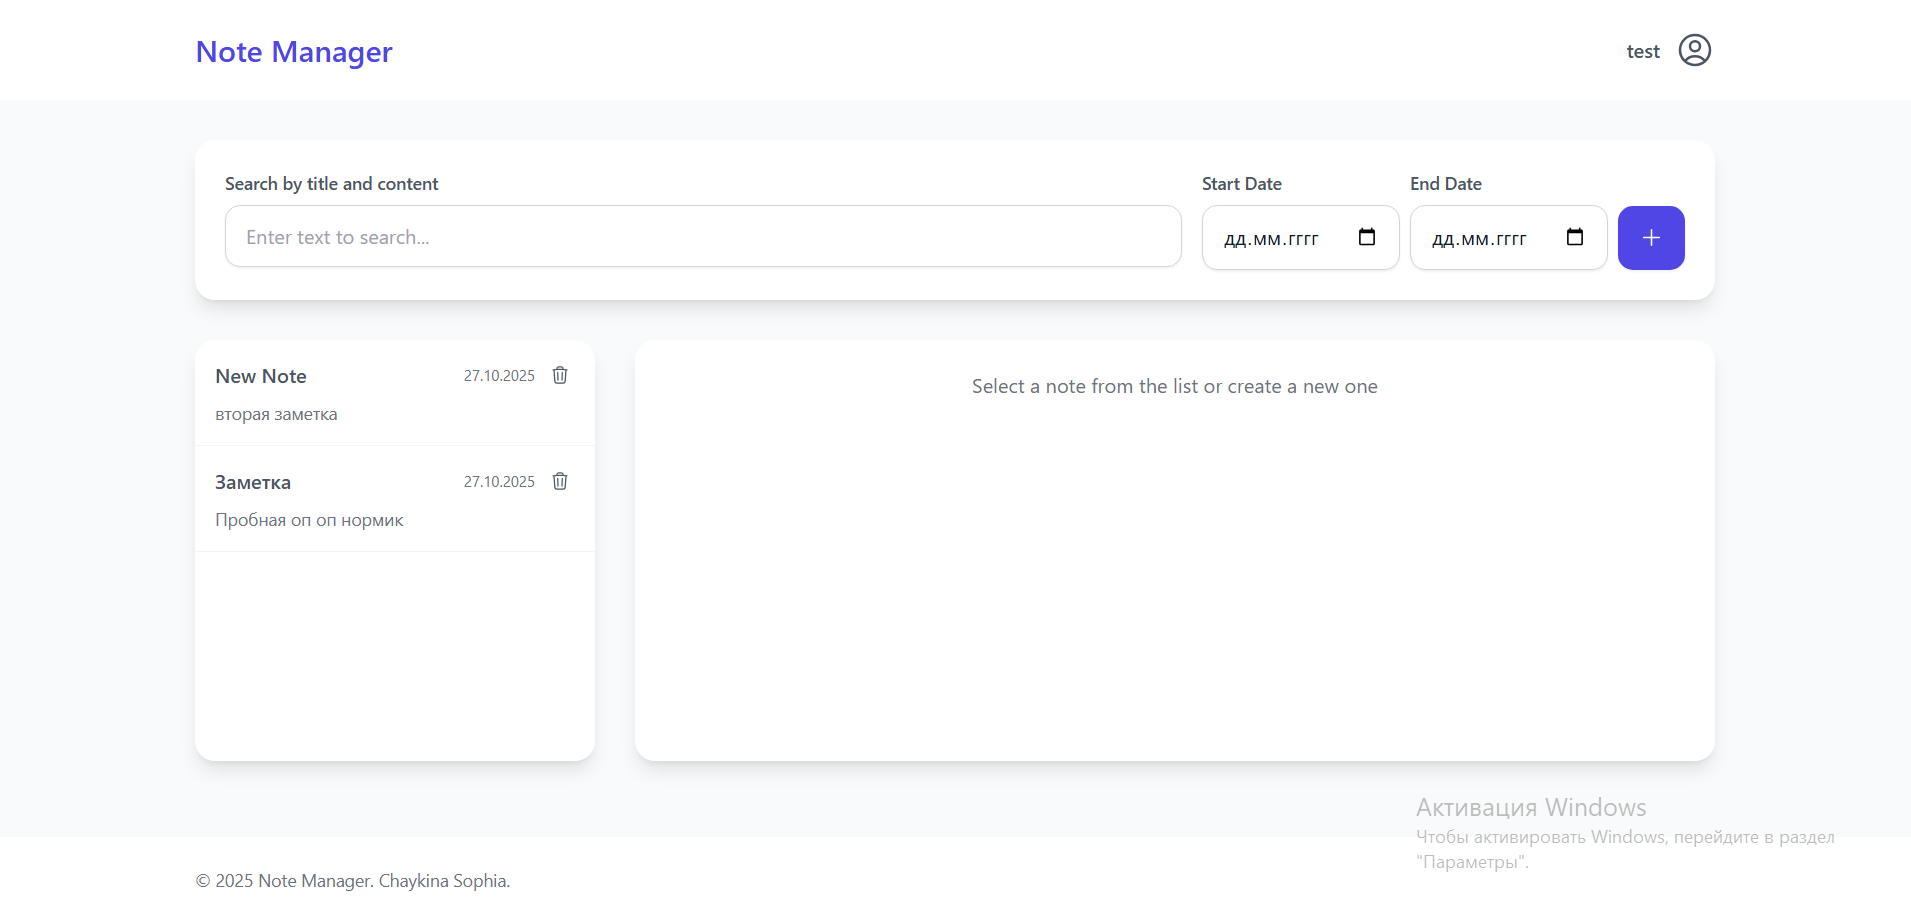 Note Manager
test
Search by title and content
Start Date
End Date
Enter text to search...
дд.мм.гггг
дд.мм.гггг
New Note
27.10.2025
вторая заметка
Заметка
27.10.2025
Пробная оп оп нормик
Select a note from the list or create a new one
Активация Windows
Чтобы активировать Windows, перейдите в раздел
"Параметры".
© 2025 Note Manager. Chaykina Sophia.